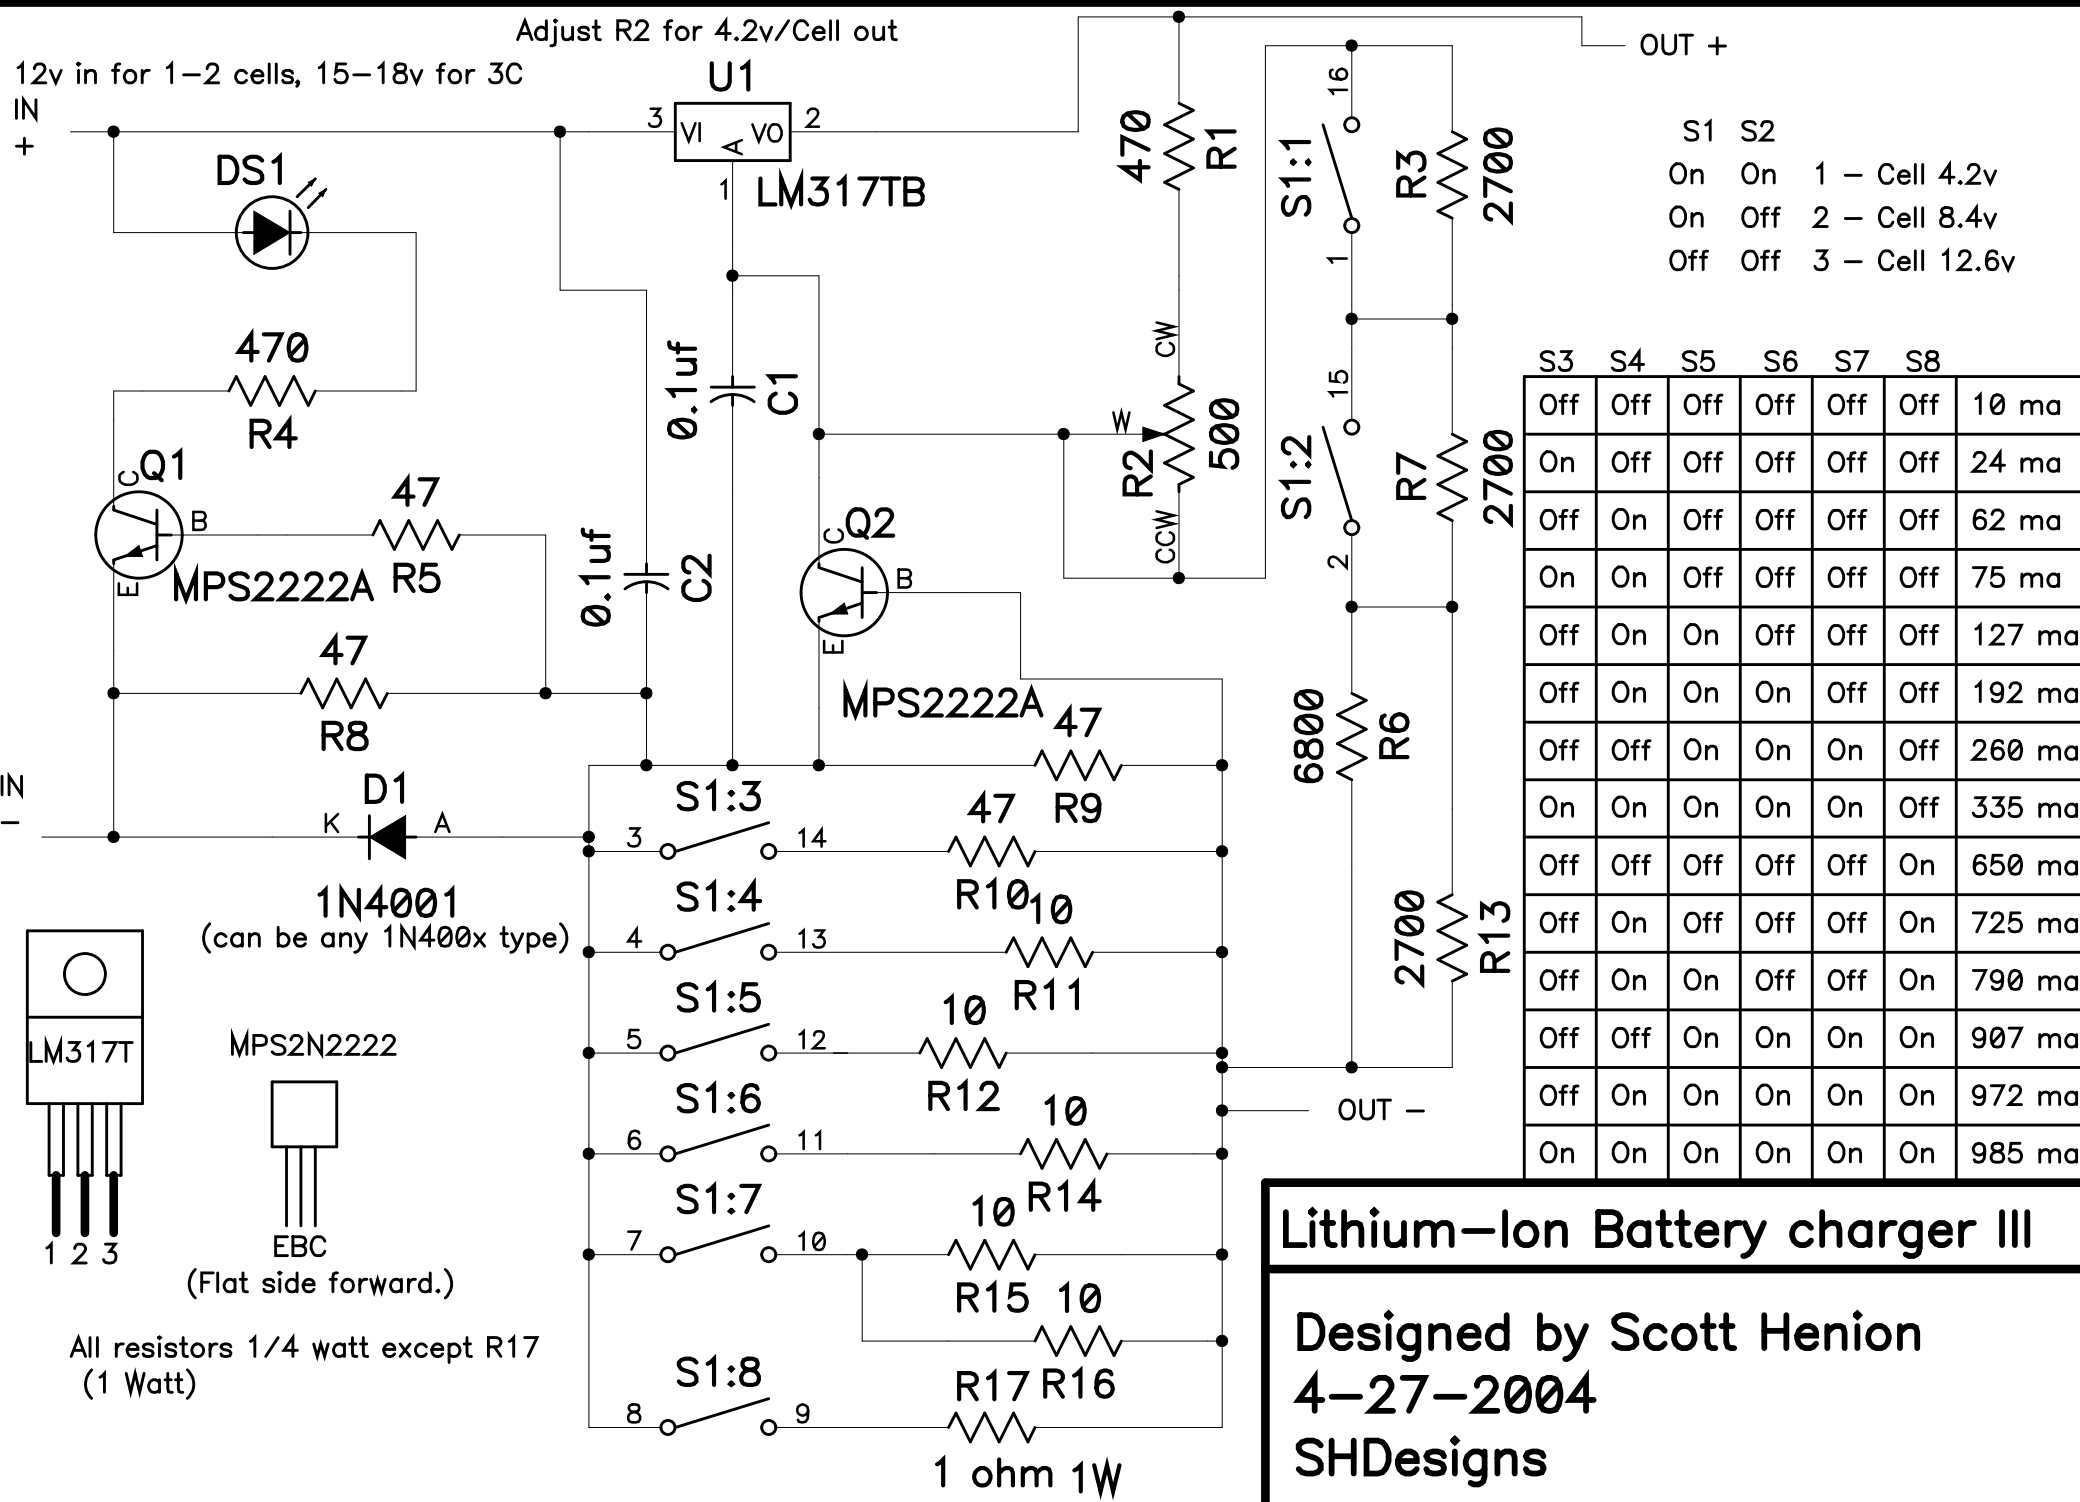 Adjust R2 for 4.2v/Cell out
12v in for 1-2 cells, 15-18v for 3C
IN
+
OUT +
U1
3 VI A VO 2
1
LM317TB
DS1
470
R4
C
Q1
B
E
MPS2222A
47
R5
47
R8
0.1uf
C1
0.1uf
C2
C
Q2
B
E
MPS2222A
470
R1
CW
W
R2
500
CCW
16
S1:1
1
R3
2700
15
S1:2
2
R7
2700
6800
R6
2700
R13
S1 S2
On On 1 - Cell 4.2v
On Off 2 - Cell 8.4v
Off Off 3 - Cell 12.6v
S3 S4 S5 S6 S7 S8
Off Off Off Off Off Off 10 ma
On Off Off Off Off Off 24 ma
Off On Off Off Off Off 62 ma
On On Off Off Off Off 75 ma
Off On On Off Off Off 127 ma
Off On On On Off Off 192 ma
Off Off On On On Off 260 ma
On On On On On Off 335 ma
Off Off Off Off Off On 650 ma
Off On Off Off Off On 725 ma
Off On On Off Off On 790 ma
Off Off On On On On 907 ma
Off On On On On On 972 ma
On On On On On On 985 ma
IN
-
D1
K A
1N4001
(can be any 1N400x type)
47
R9
S1:3
3 14
47
R10
S1:4
4 13
10
R11
S1:5
5 12
10
R12
S1:6
6 11
10
R14
S1:7
7 10
10
R15
10
R16
S1:8
8 9
R17
1 ohm 1W
OUT -
LM317T
1 2 3
MPS2N2222
EBC
(Flat side forward.)
All resistors 1/4 watt except R17
(1 Watt)
Lithium-Ion Battery charger III
Designed by Scott Henion
4-27-2004
SHDesigns